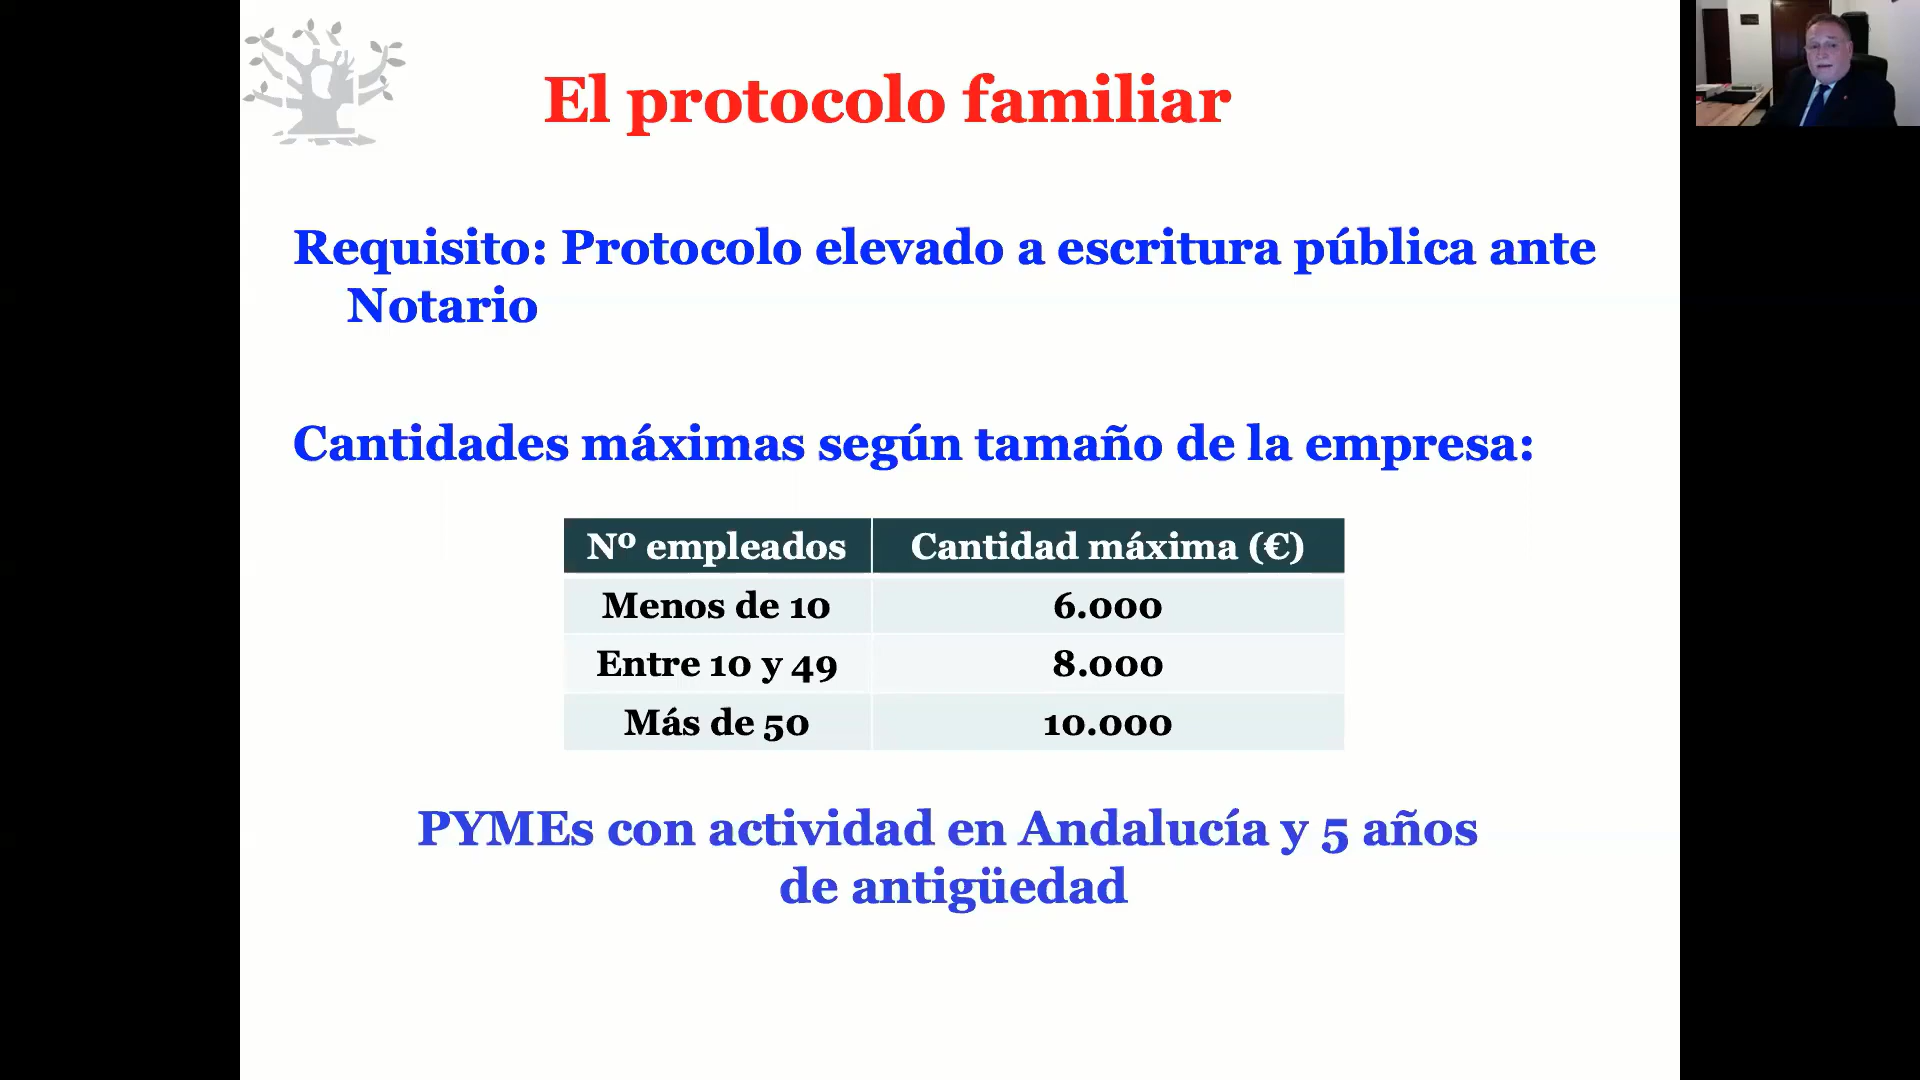 El protocolo familiar
Requisito: Protocolo elevado a escritura pública ante
Notario
Cantidades máximas según tamaño de la empresa:
Nº empleados Cantidad máxima (€)
Menos de 10 6.000
Entre 10 y 49 8.000
Más de 50 10.000
PYMEs con actividad en Andalucía y 5 años
de antigüedad